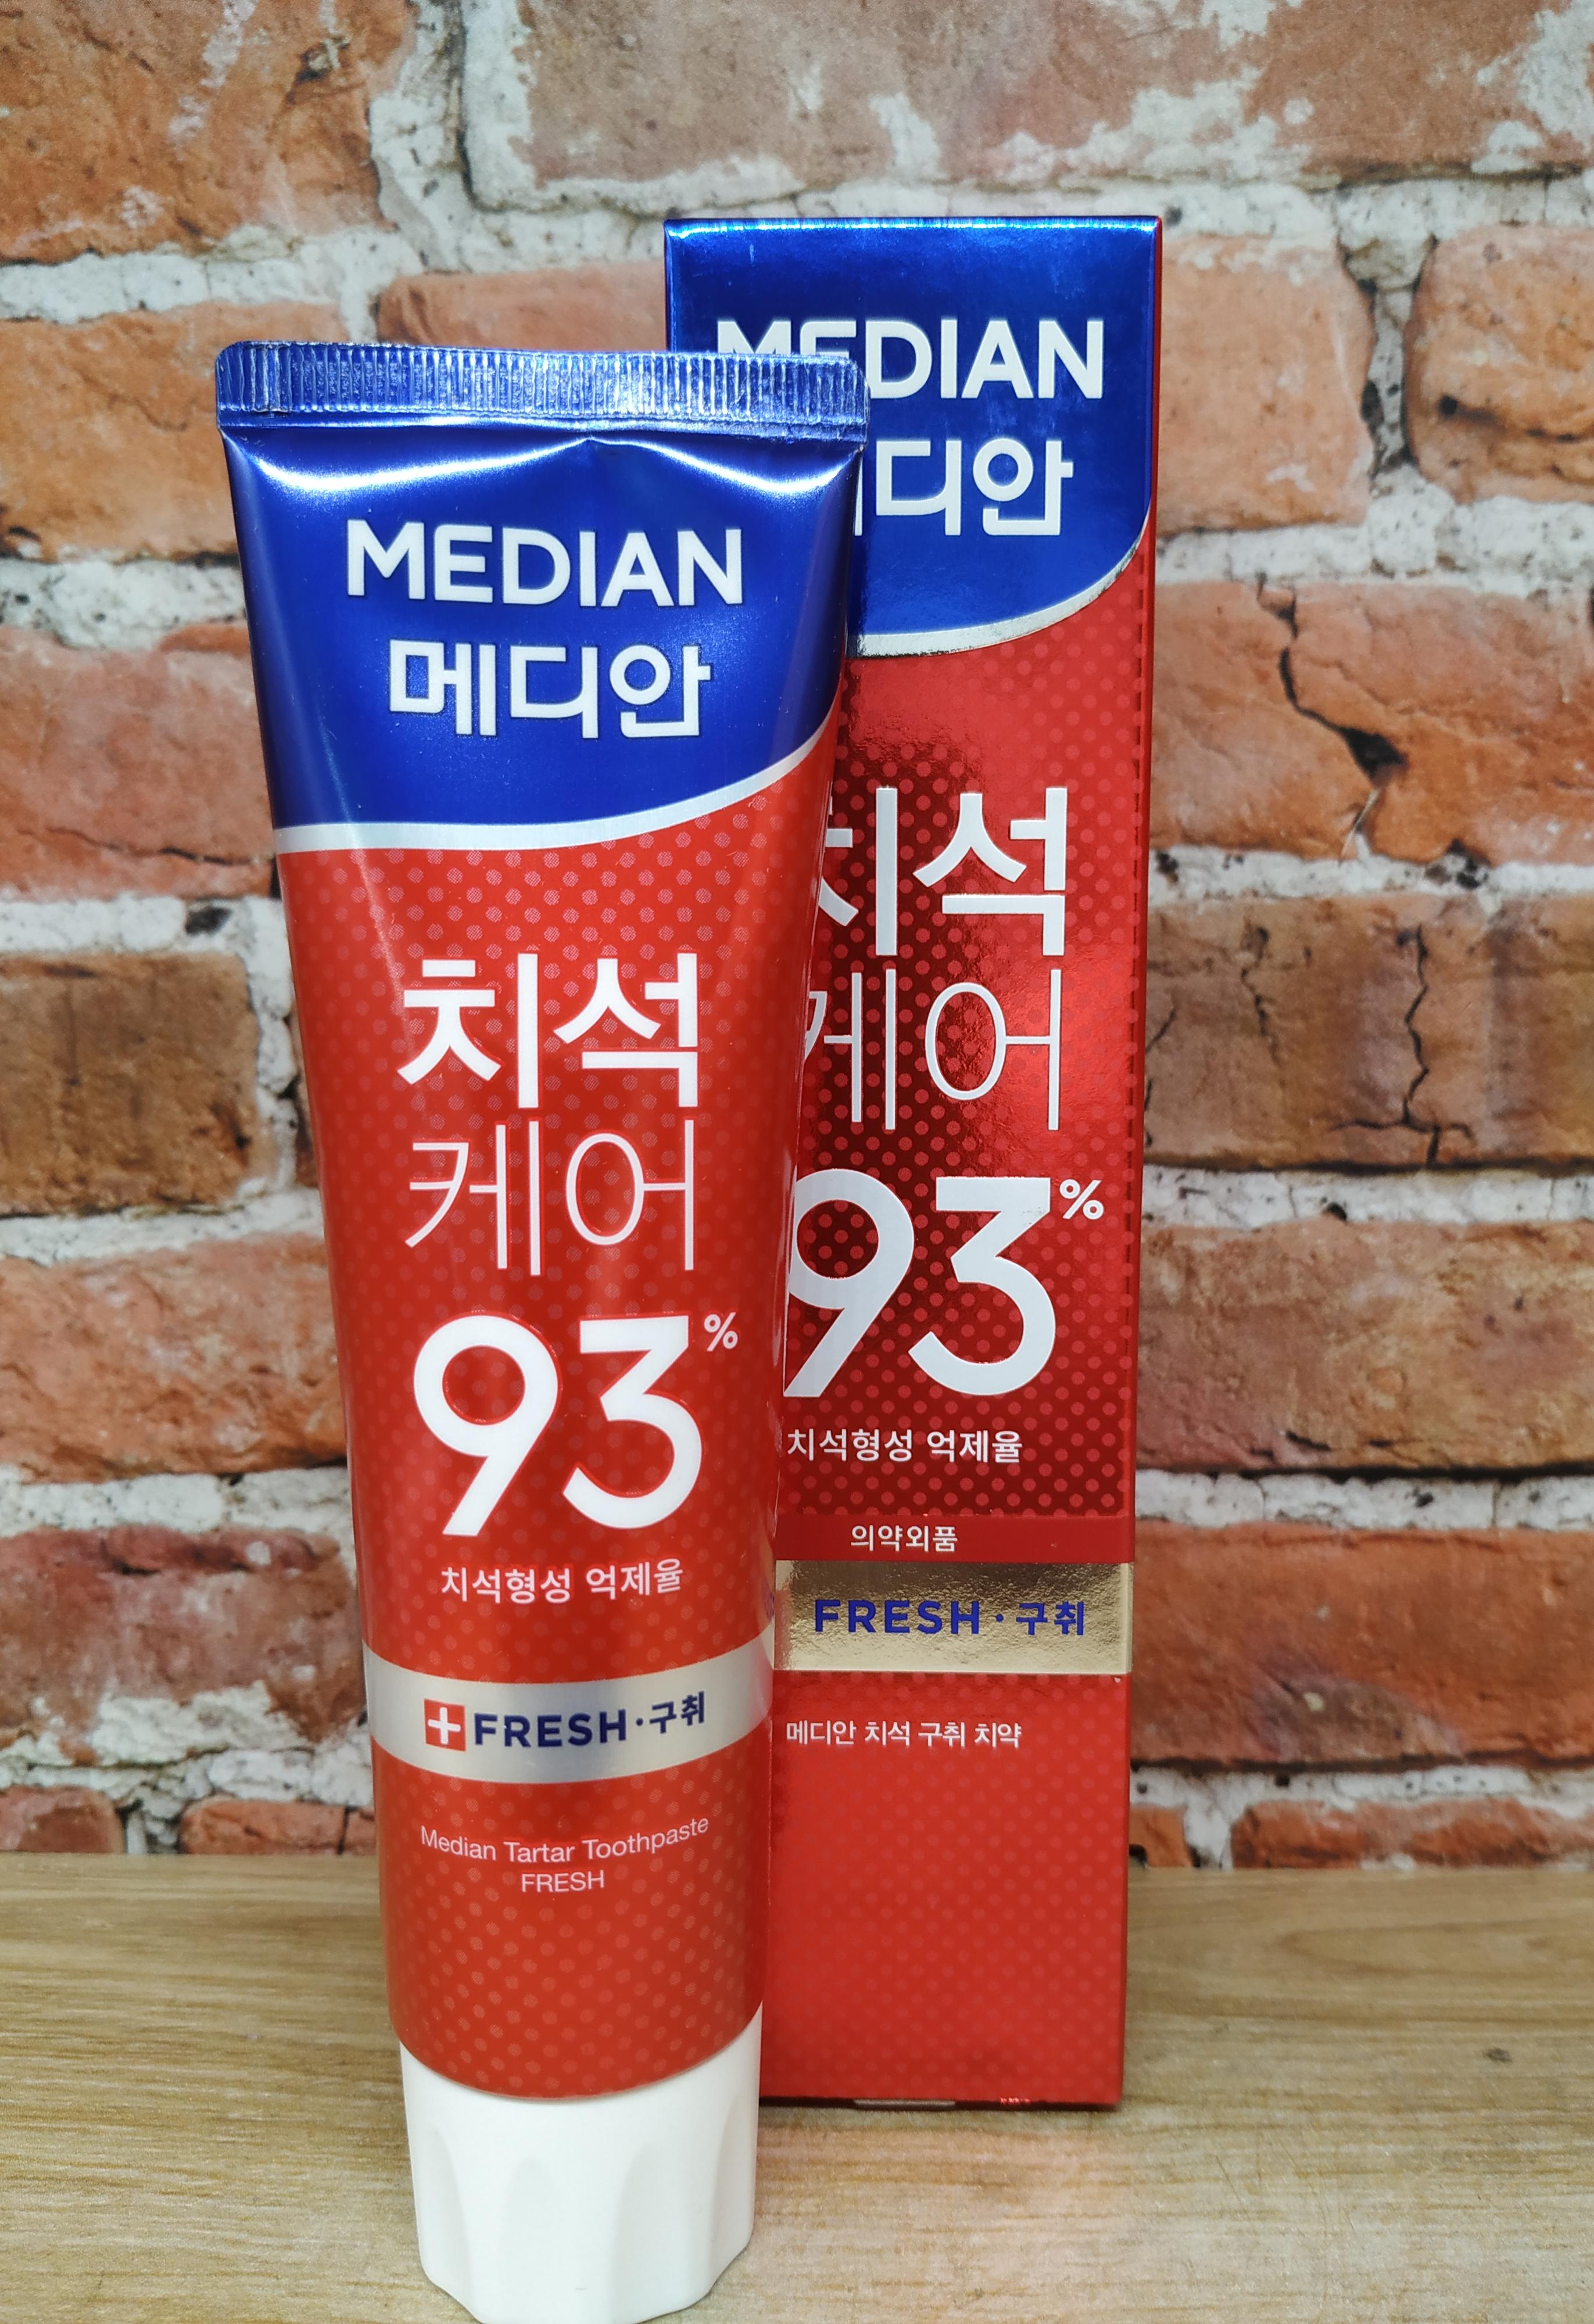 MEDIAN
메디안
치석
케어
93%
치석형성 억제율
FRESH·구취
Median Tartar Toothpaste
FRESH
MEDIAN
디안
치석
케어
93%
치석형성 억제율
의약외품
FRESH·구취
메디안 치석 구취 치약